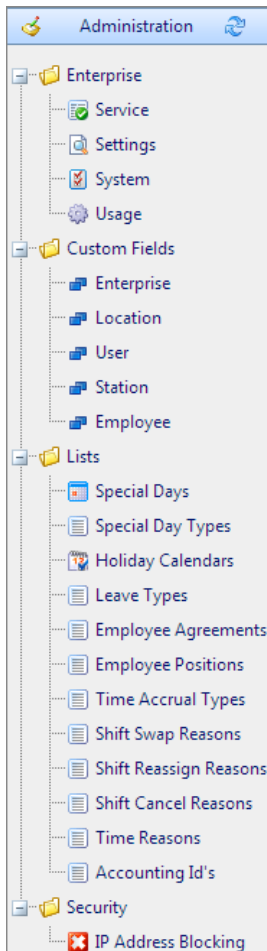 Administration
Enterprise
Service
Settings
System
Usage
Custom Fields
Enterprise
Location
User
Station
Employee
Lists
Special Days
Special Day Types
Holiday Calendars
Leave Types
Employee Agreements
Employee Positions
Time Accrual Types
Shift Swap Reasons
Shift Reassign Reasons
Shift Cancel Reasons
Time Reasons
Accounting Id's
Security
IP Address Blocking